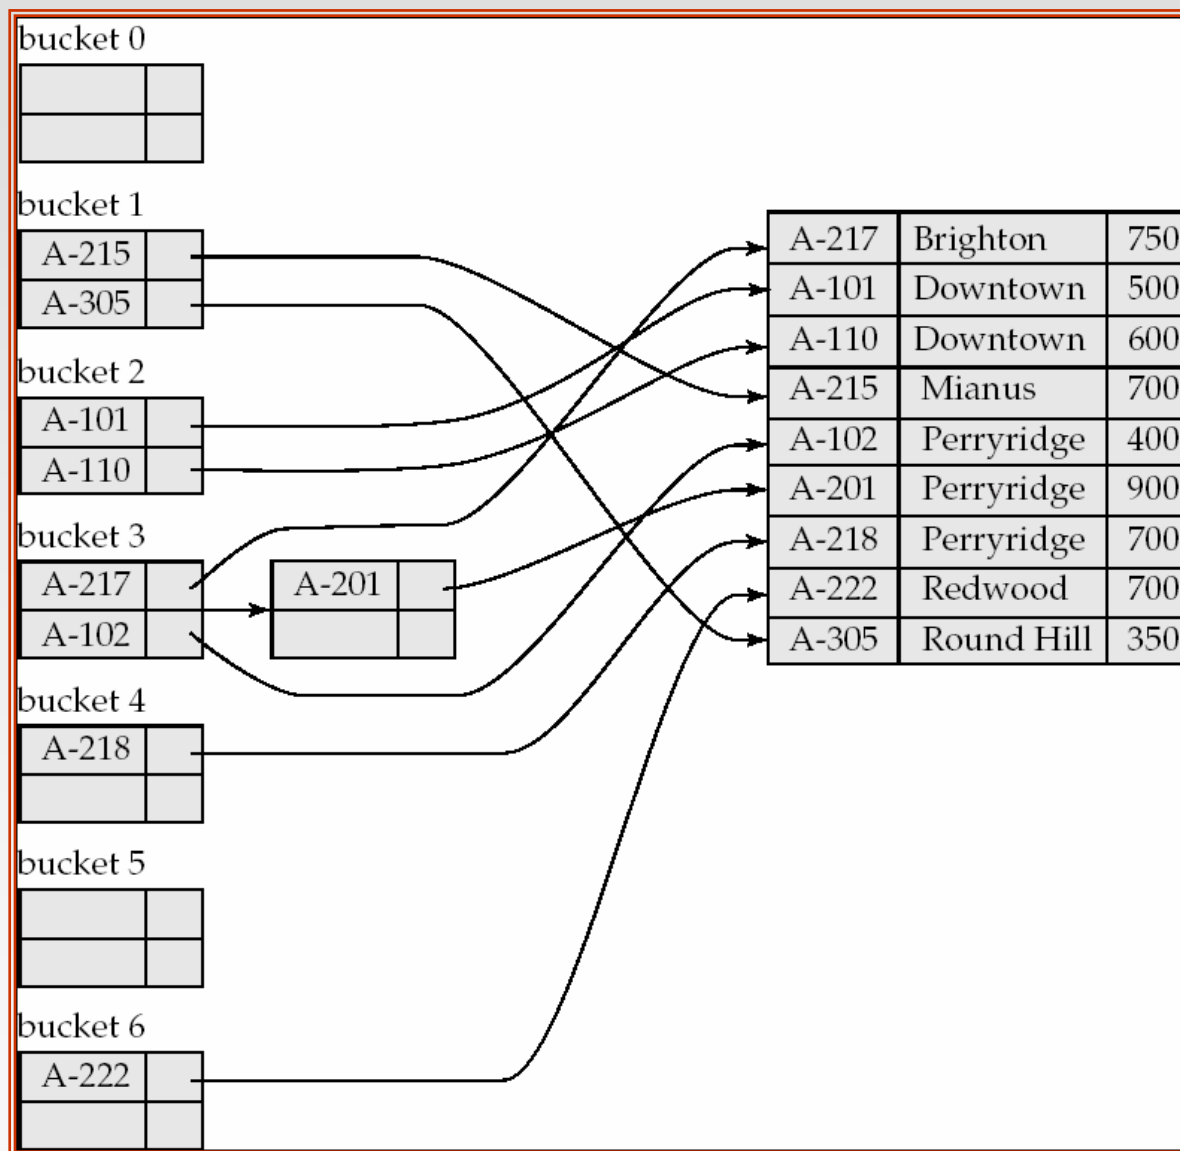 bucket 0
bucket 1
A-215
A-305
bucket 2
A-101
A-110
bucket 3
A-217
A-102
A-201
bucket 4
A-218
bucket 5
bucket 6
A-222
A-217 Brighton 750
A-101 Downtown 500
A-110 Downtown 600
A-215 Mianus 700
A-102 Perryridge 400
A-201 Perryridge 900
A-218 Perryridge 700
A-222 Redwood 700
A-305 Round Hill 350